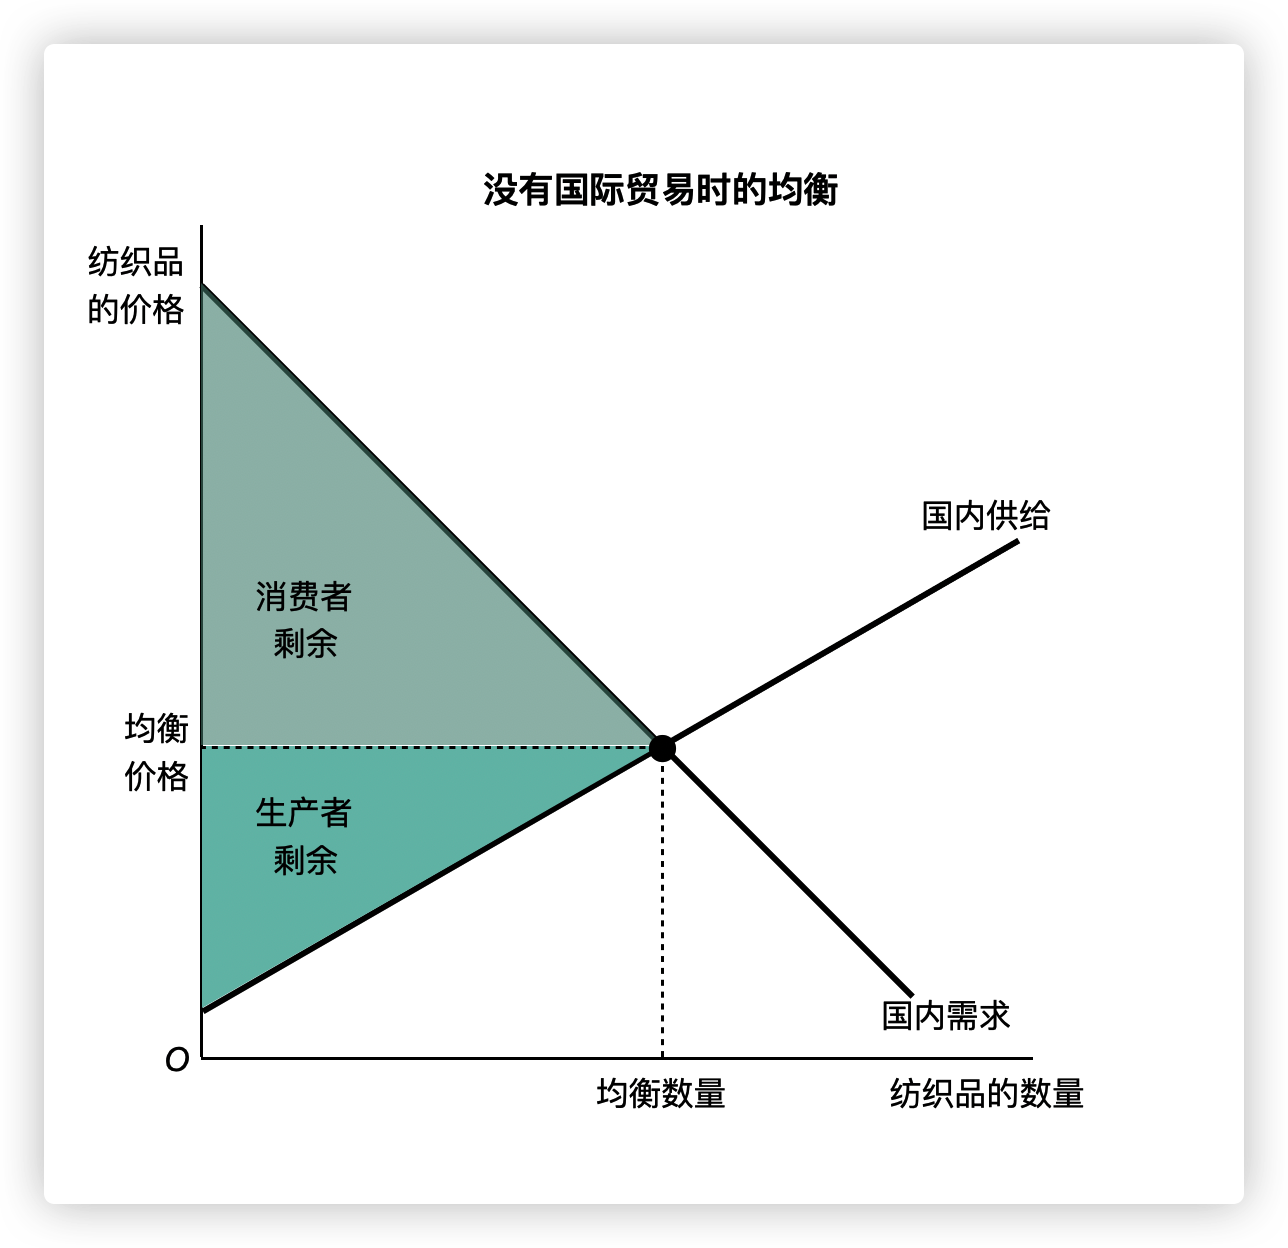 没有国际贸易时的均衡
纺织品
的价格
国内供给
消费者
剩余
均衡
价格
生产者
剩余
国内需求
O
均衡数量
纺织品的数量